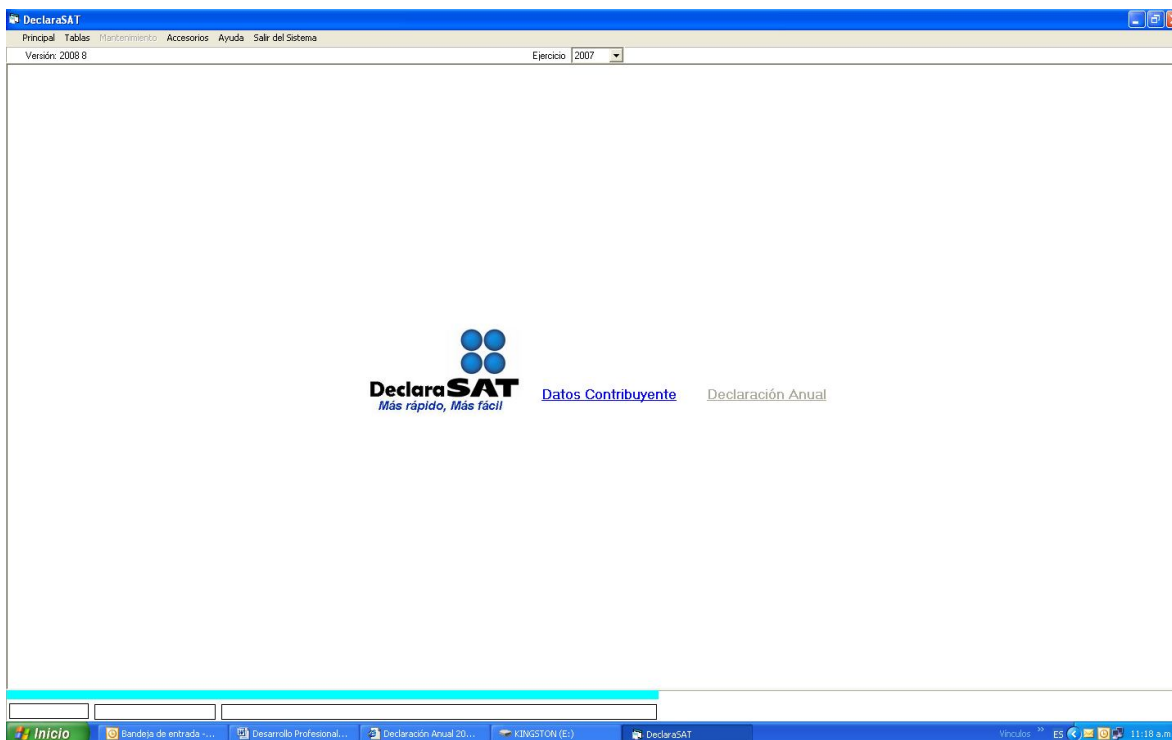 DeclaraSAT
Principal Tablas Mantenimiento Accesorios Ayuda Salir del Sistema
Versión: 2008 8 Ejercicio 2007
DeclaraSAT
Más rápido, Más fácil
Datos Contribuyente Declaración Anual
Inicio Bandeja de entrada -... Desarrollo Profesional... Declaración Anual 20... KINGSTON (E:) DeclaraSAT Vínculos » ES 11:18 a.m.